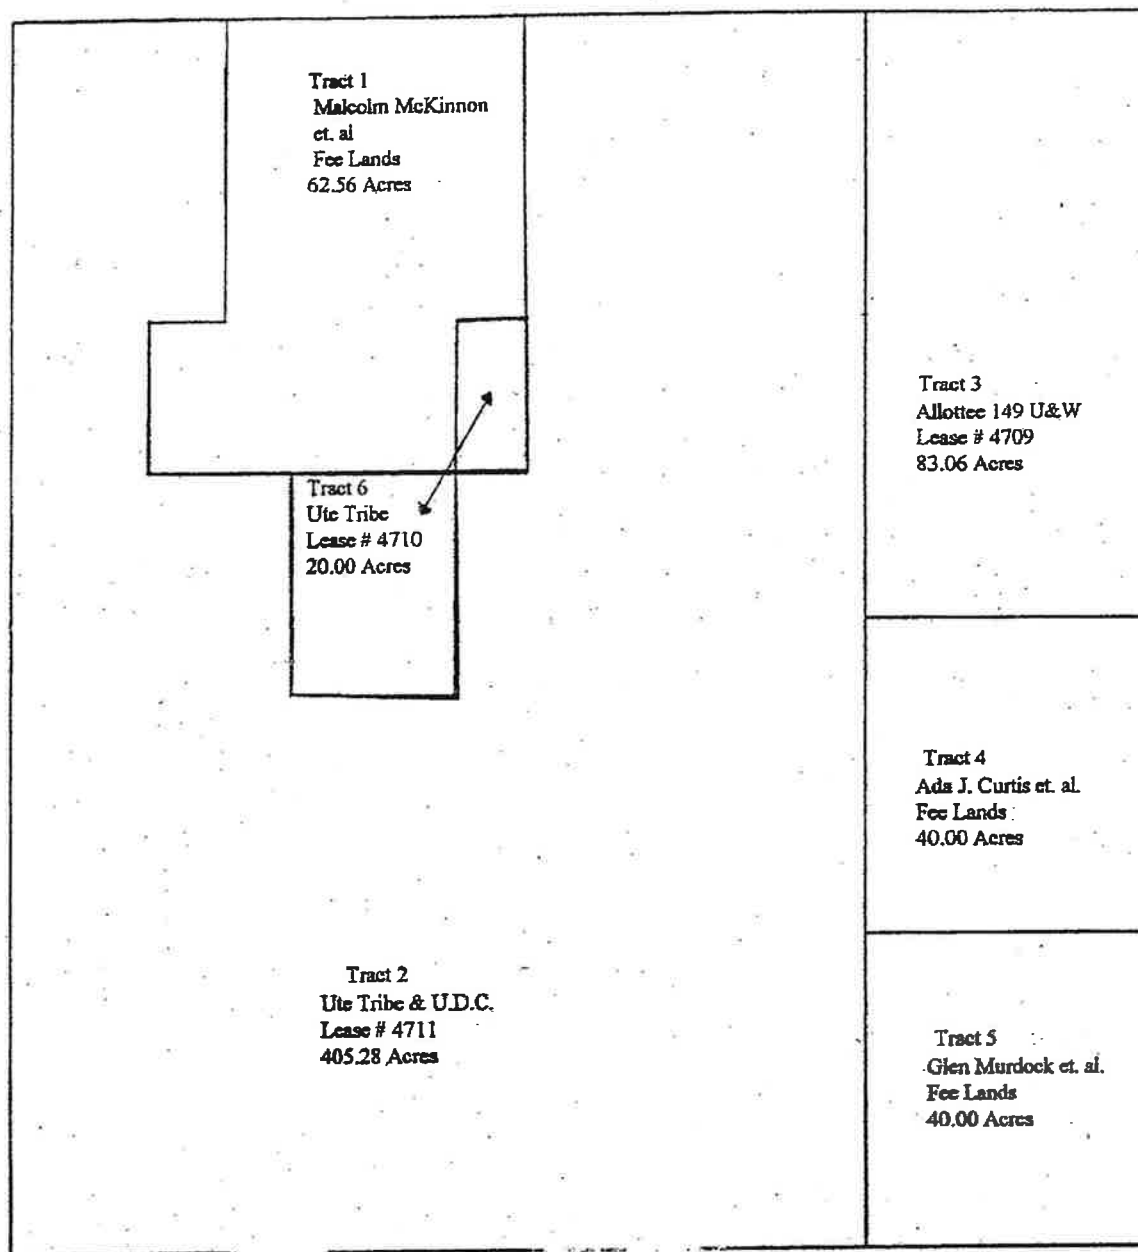 Tract 1
Malcolm McKinnon
et. al
Fee Lands
62.56 Acres
Tract 3
Allottee 149 U&W
Lease # 4709
83.06 Acres
Tract 6
Ute Tribe
Lease # 4710
20.00 Acres
Tract 4
Ada J. Curtis et. al.
Fee Lands
40.00 Acres
Tract 2
Ute Tribe & U.D.C.
Lease # 4711
405.28 Acres
Tract 5
Glen Murdock et. al.
Fee Lands
40.00 Acres